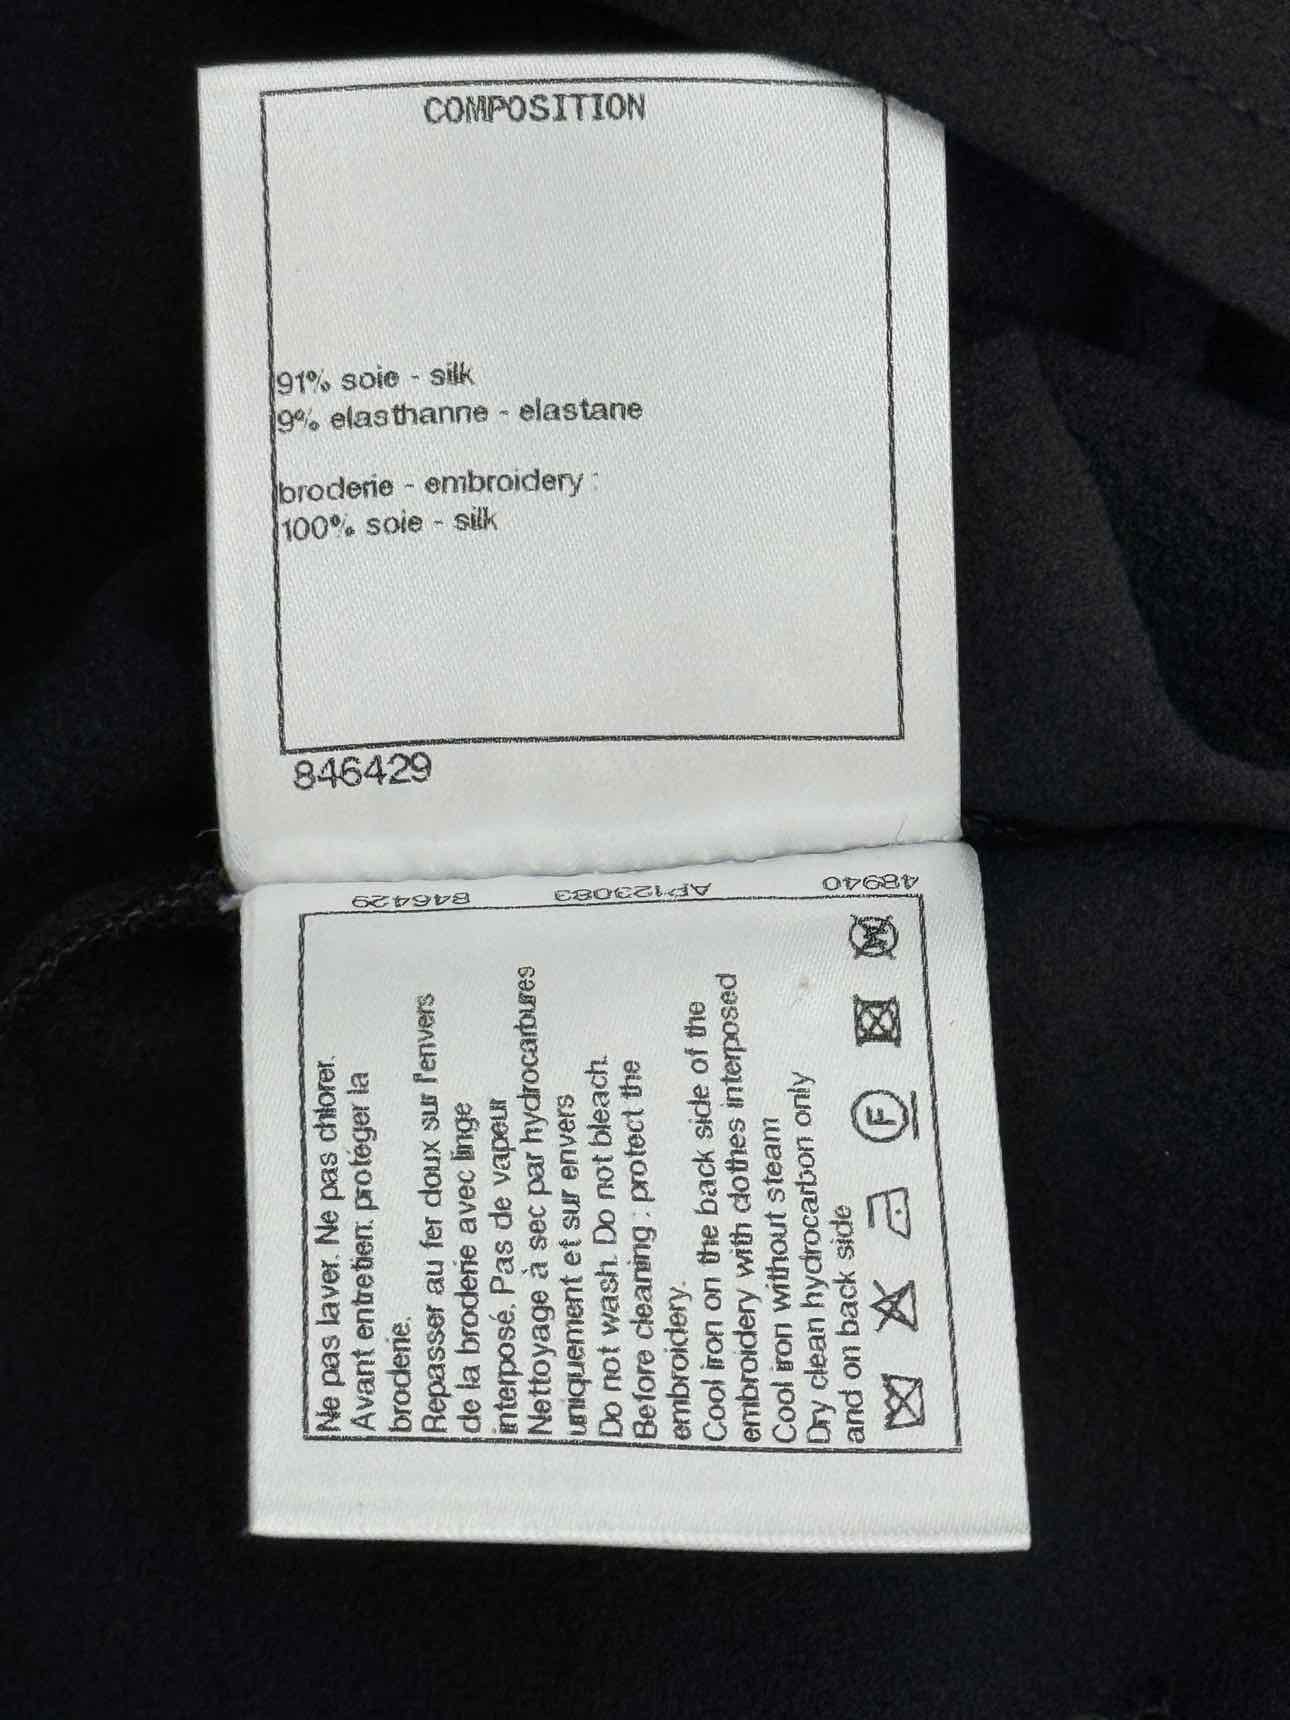 COMPOSITION
91% soie - silk
9% elasthanne - elastane
broderie - embroidery :
100% soie - silk
846429
846429 AP123083 48940
Ne pas laver. Ne pas chlorer.
Avant entretien: protéger la
broderie.
Repasser au fer doux sur l'envers
de la broderie avec linge
interposé. Pas de vapeur
Nettoyage à sec par hydrocarbures
uniquement et sur envers
Do not wash. Do not bleach.
Before cleaning : protect the
embroidery.
Cool iron on the back side of the
embroidery with clothes interposed
Cool iron without steam
Dry clean hydrocarbon only
and on back side
F
W